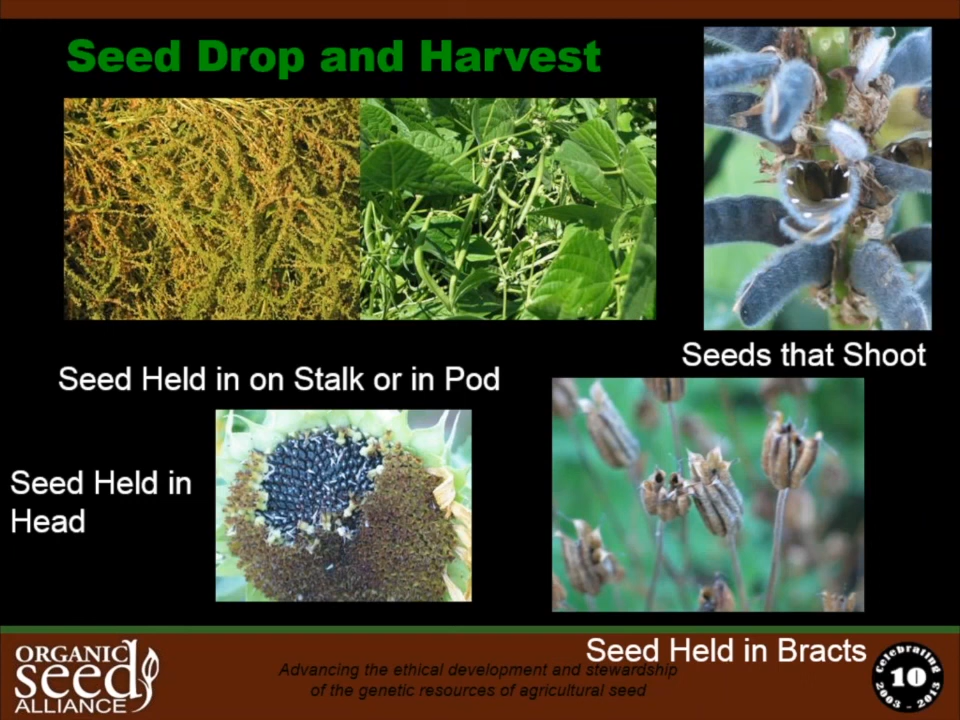 Seed Drop and Harvest
Seeds that Shoot
Seed Held in on Stalk or in Pod
Seed Held in
Head
Seed Held in Bracts
ORGANIC
seed
ALLIANCE
Advancing the ethical development and stewardship
of the genetic resources of agricultural seed
Celebrating
10
2003 - 2013